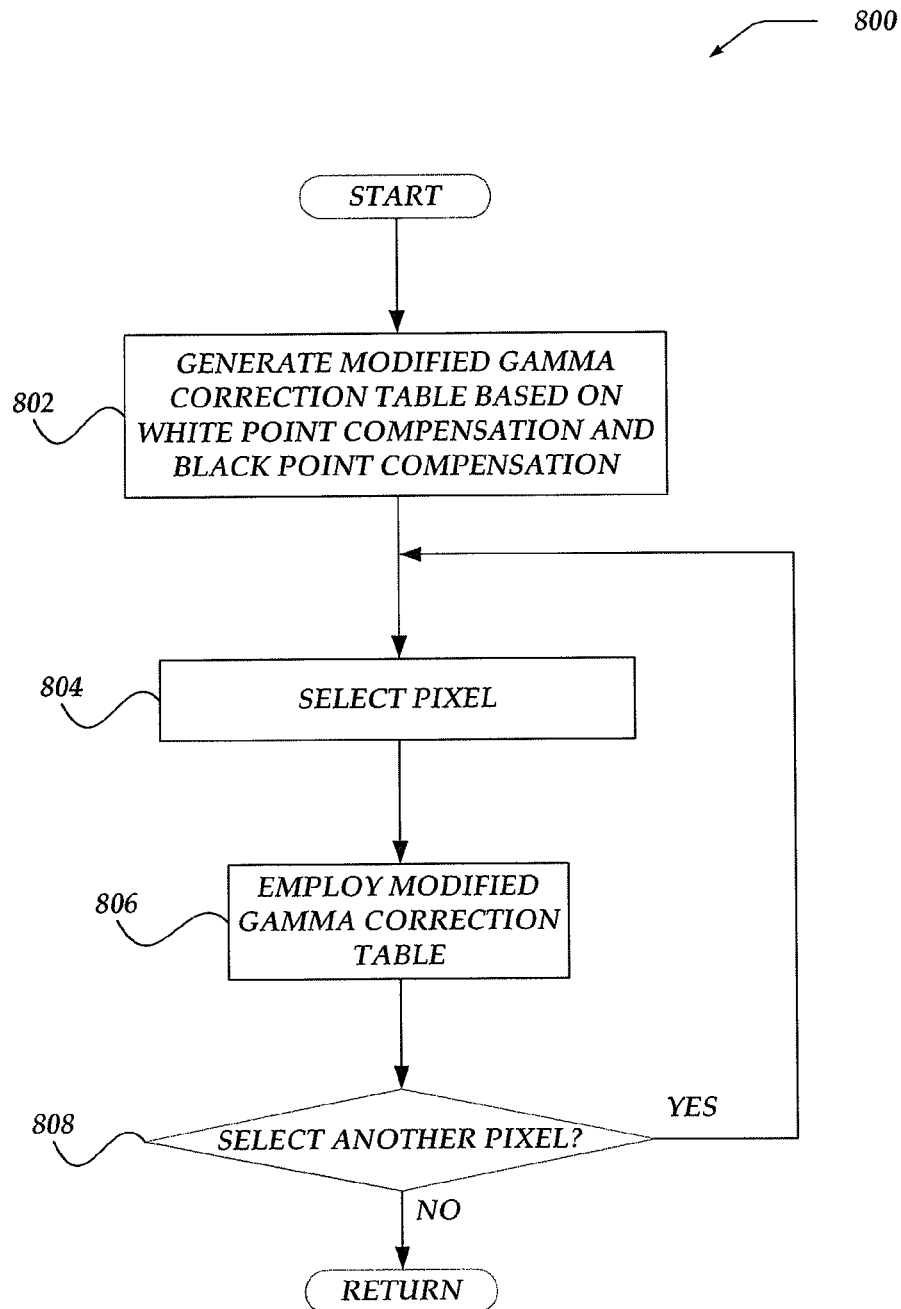 800
START
802
GENERATE MODIFIED GAMMA
CORRECTION TABLE BASED ON
WHITE POINT COMPENSATION AND
BLACK POINT COMPENSATION
804
SELECT PIXEL
806
EMPLOY MODIFIED
GAMMA CORRECTION
TABLE
808
SELECT ANOTHER PIXEL?
YES
NO
RETURN